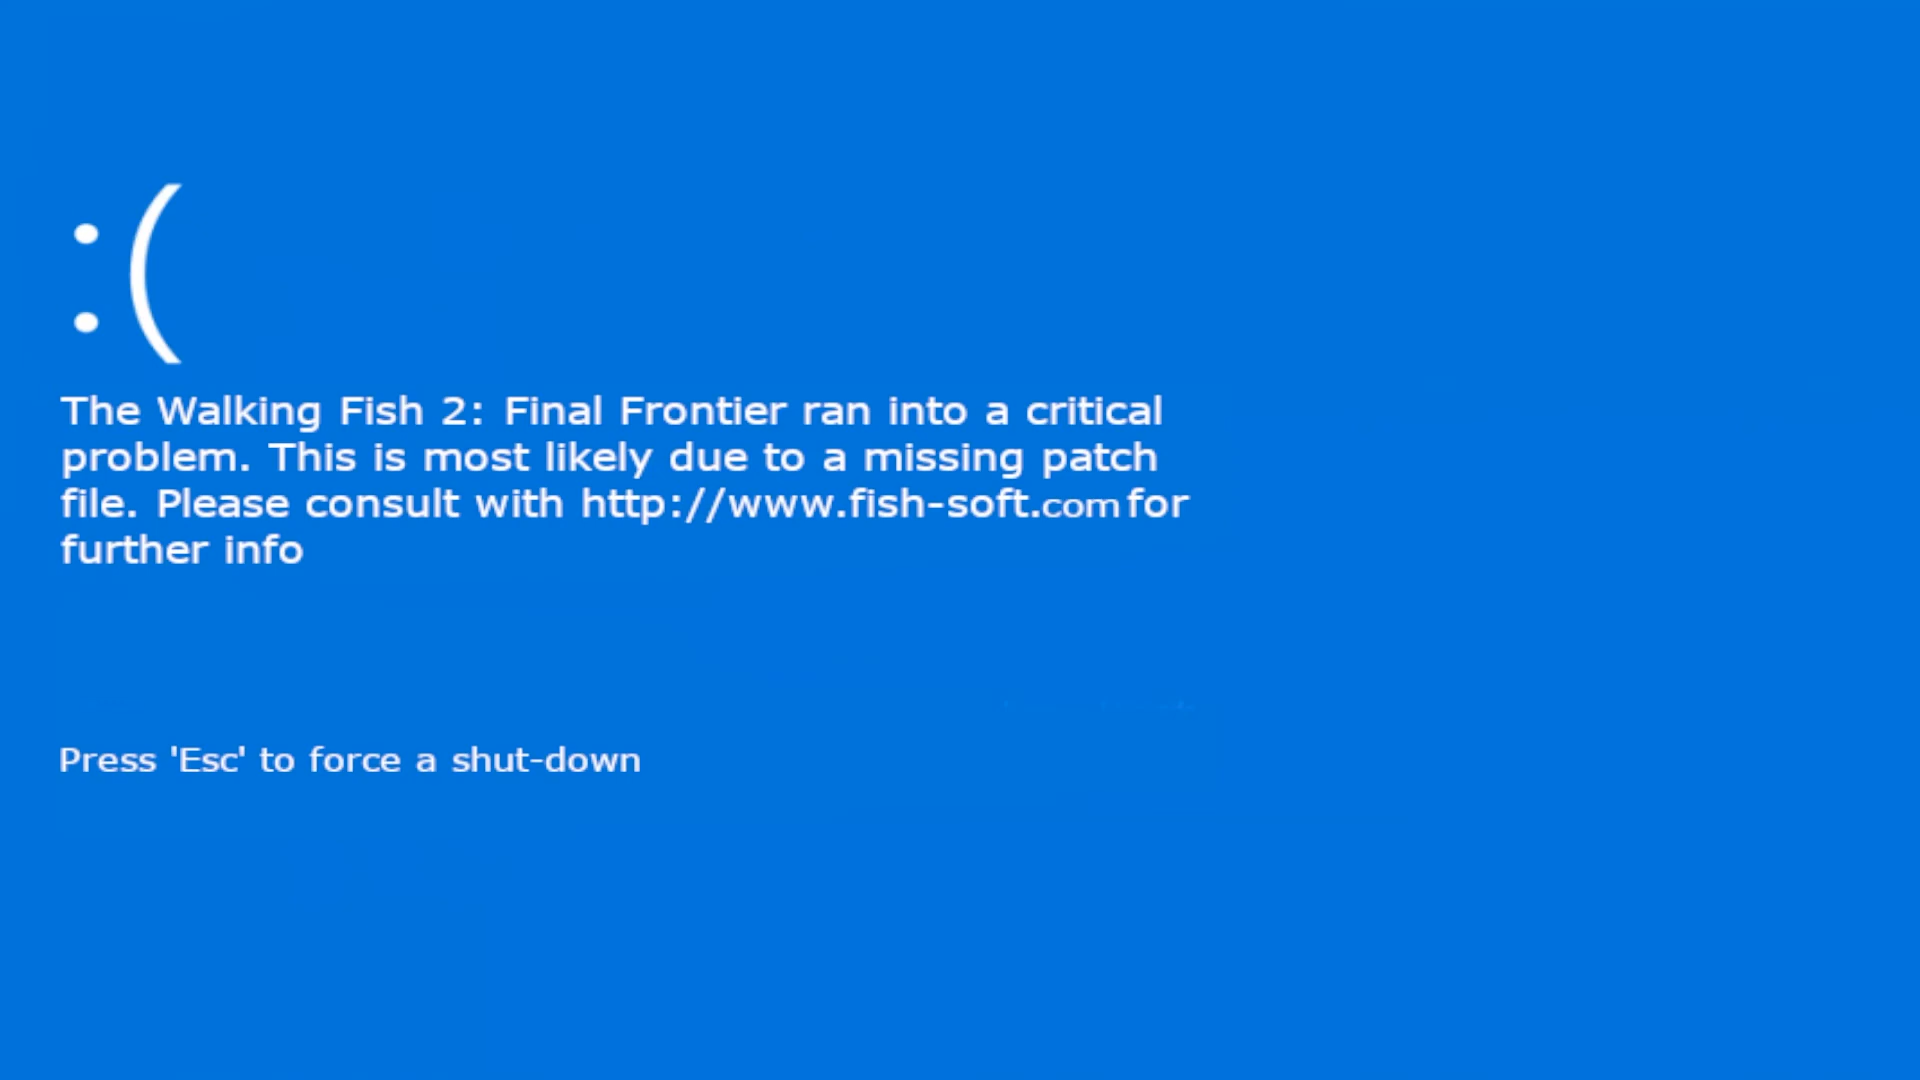 :(
The Walking Fish 2: Final Frontier ran into a critical
problem. This is most likely due to a missing patch
file. Please consult with http://www.fish-soft.com for
further info
Press 'Esc' to force a shut-down